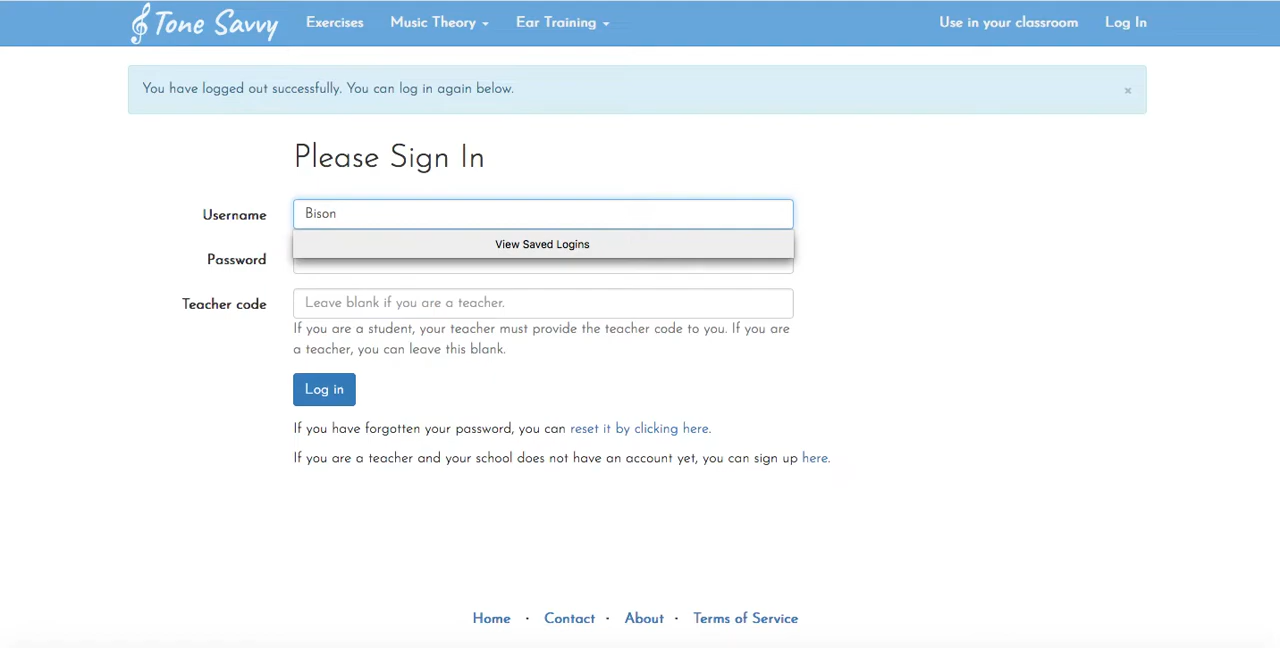 Tone Savvy Exercises Music Theory Ear Training Use in your classroom Log In
You have logged out successfully. You can log in again below. ×
Please Sign In
Username Bison
View Saved Logins
Password
Teacher code Leave blank if you are a teacher.
If you are a student, your teacher must provide the teacher code to you. If you are
a teacher, you can leave this blank.
Log in
If you have forgotten your password, you can reset it by clicking here.
If you are a teacher and your school does not have an account yet, you can sign up here.
Home · Contact · About · Terms of Service